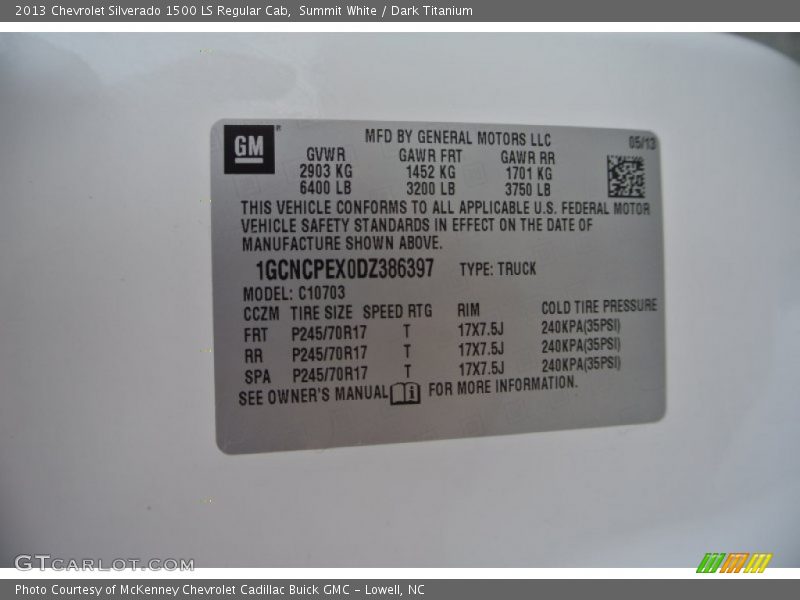 2013 Chevrolet Silverado 1500 LS Regular Cab, Summit White / Dark Titanium
GM
MFD BY GENERAL MOTORS LLC 05/13
GVWR GAWR FRT GAWR RR
2903 KG 1452 KG 1701 KG
6400 LB 3200 LB 3750 LB
THIS VEHICLE CONFORMS TO ALL APPLICABLE U.S. FEDERAL MOTOR
VEHICLE SAFETY STANDARDS IN EFFECT ON THE DATE OF
MANUFACTURE SHOWN ABOVE.
1GCNCPEX0DZ386397 TYPE: TRUCK
MODEL: C10703
CCZM TIRE SIZE SPEED RTG RIM COLD TIRE PRESSURE
FRT P245/70R17 T 17X7.5J 240KPA(35PSI)
RR P245/70R17 T 17X7.5J 240KPA(35PSI)
SPA P245/70R17 T 17X7.5J 240KPA(35PSI)
SEE OWNER'S MANUAL FOR MORE INFORMATION.
GTCARLOT.COM
Photo Courtesy of McKenney Chevrolet Cadillac Buick GMC - Lowell, NC